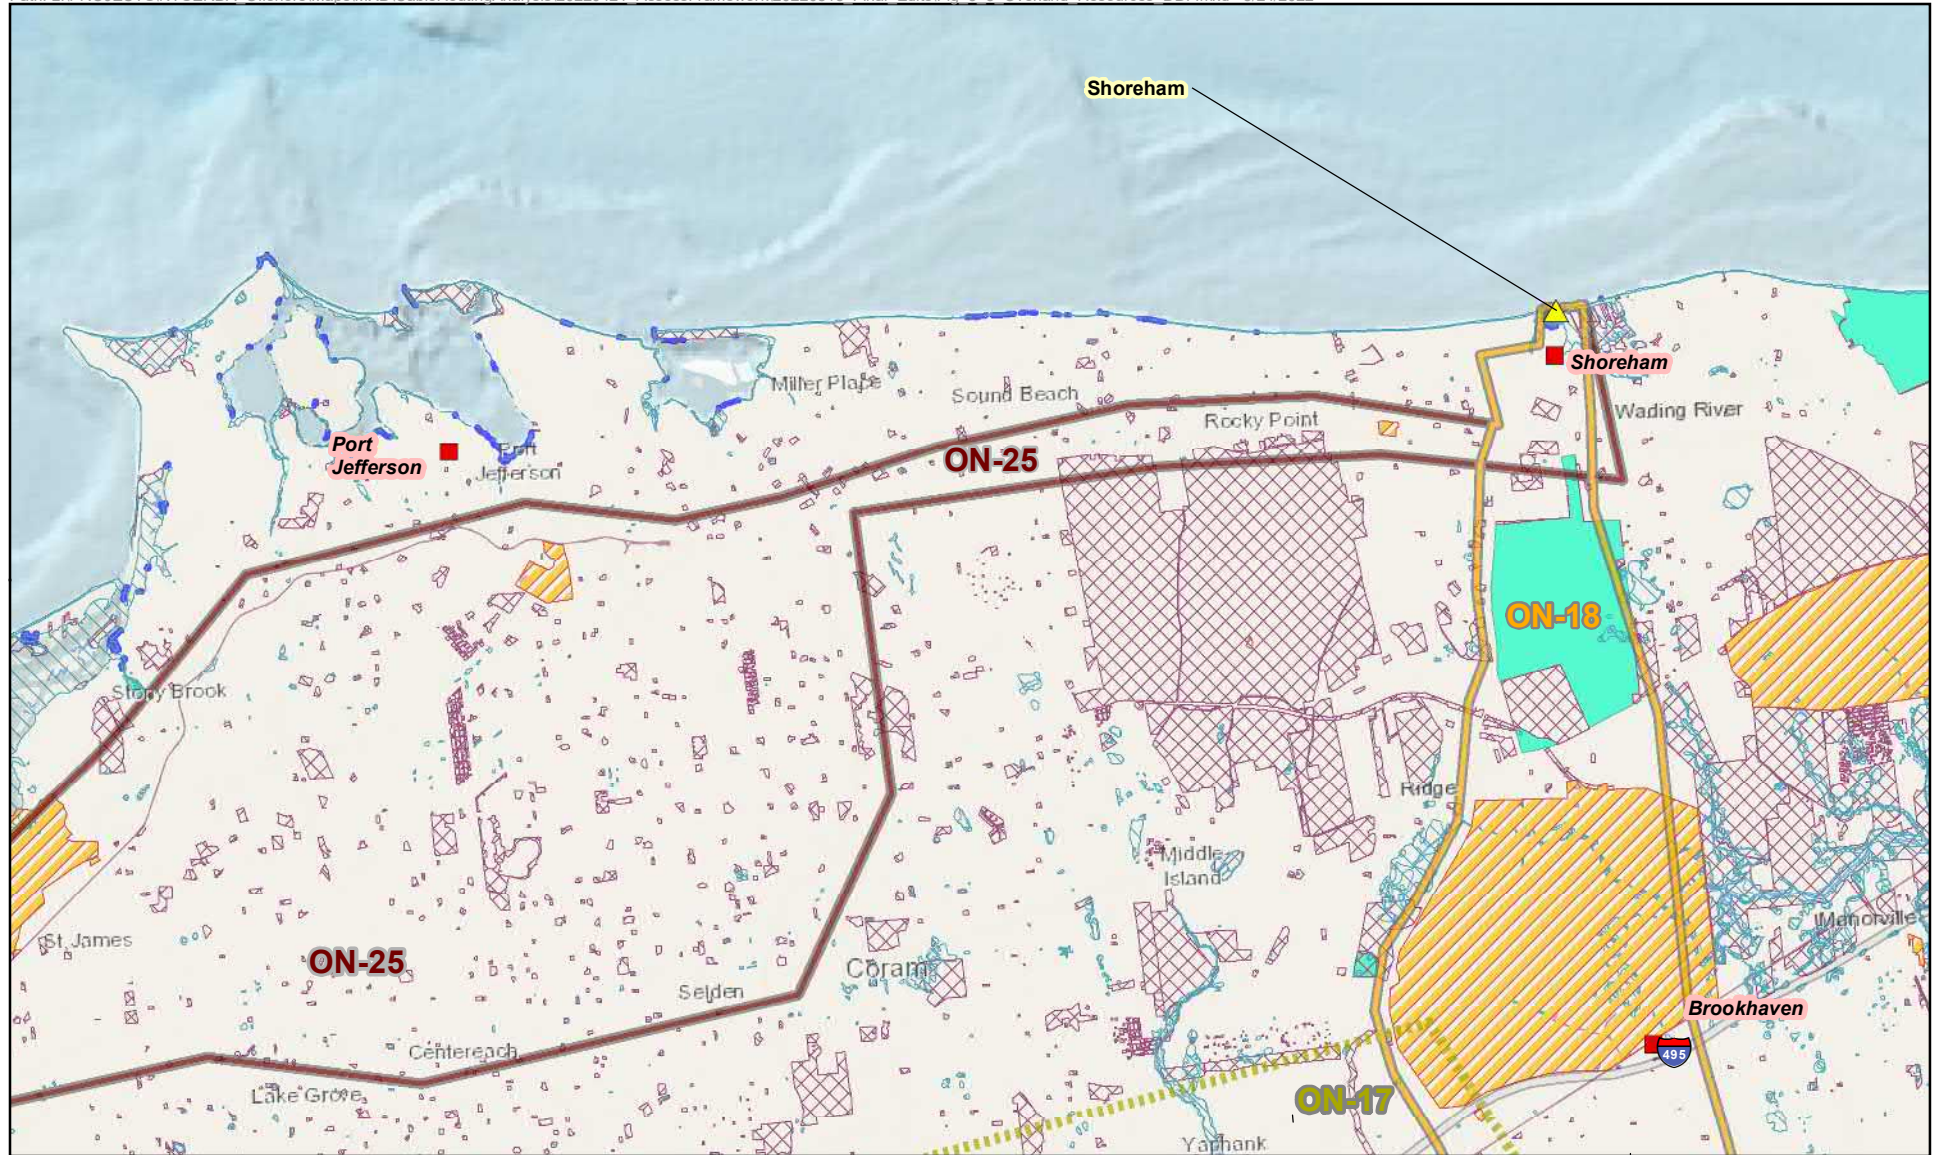 Shoreham
Shoreham
Miller Place
Sound Beach
Wading River
Rocky Point
Port
Jefferson
Port
Jefferson
ON-25
ON-18
Stony Brook
Ridge
Middle
Island
Manorville
St. James
ON-25
Coram
Selden
Brookhaven
Centereach
495
Lake Grove
ON-17
Yaphank